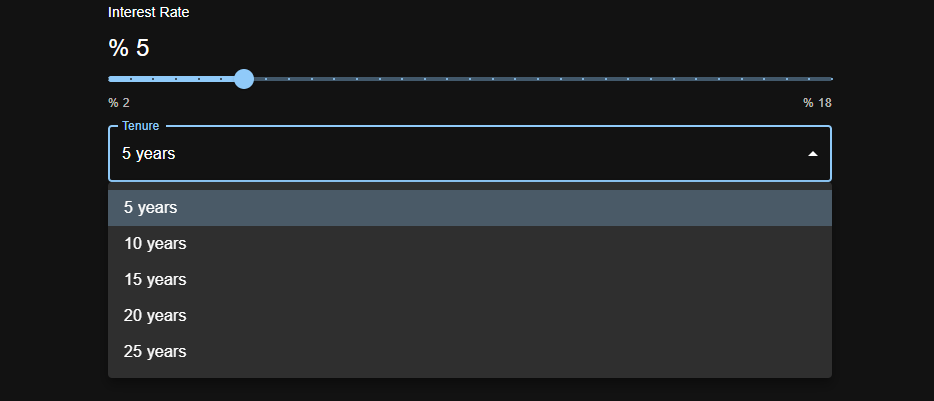 Interest Rate
% 5
% 2 % 18
Tenure
5 years
5 years
10 years
15 years
20 years
25 years